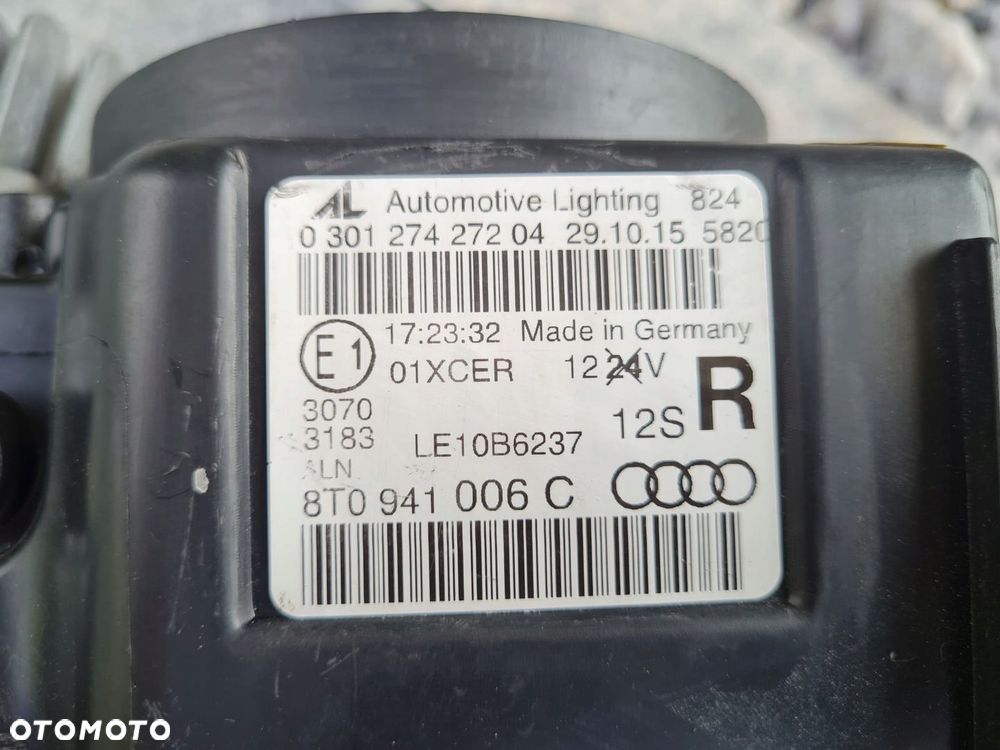 AL Automotive Lighting 824
0 301 274 272 04 29.10.15 5820
E1 17:23:32 Made in Germany
01XCER 12 24 V R
3070
3183 LE10B6237 12S
ALN
8T0 941 006 C
OTOMOTO